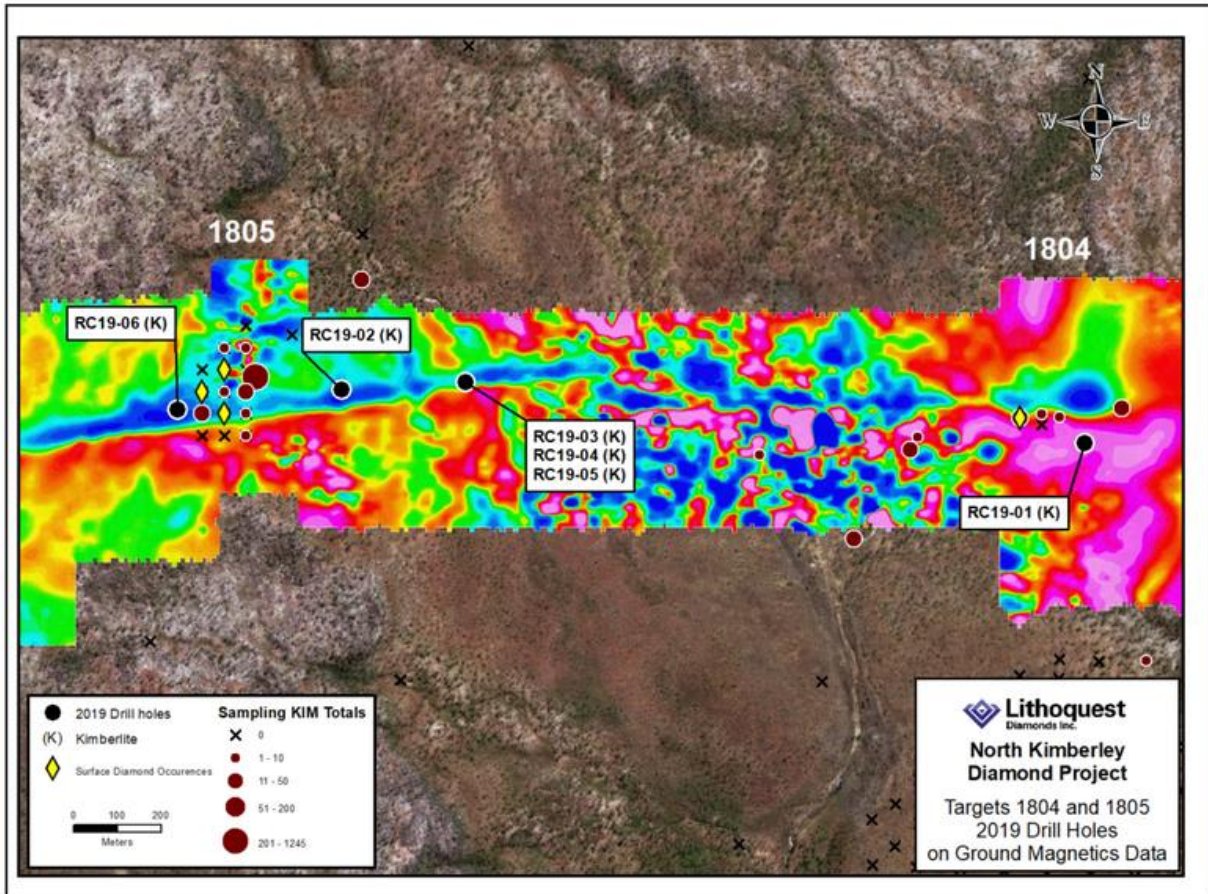 N
W
E
S
1805
1804
RC19-06 (K)
RC19-02 (K)
RC19-03 (K)
RC19-04 (K)
RC19-05 (K)
RC19-01 (K)
2019 Drill holes
(K) Kimberlite
Surface Diamond Occurences
0 100 200
Meters
Sampling KIM Totals
0
1 - 10
11 - 50
51 - 200
201 - 1245
Lithoquest
Diamonds Inc.
North Kimberley
Diamond Project
Targets 1804 and 1805
2019 Drill Holes
on Ground Magnetics Data